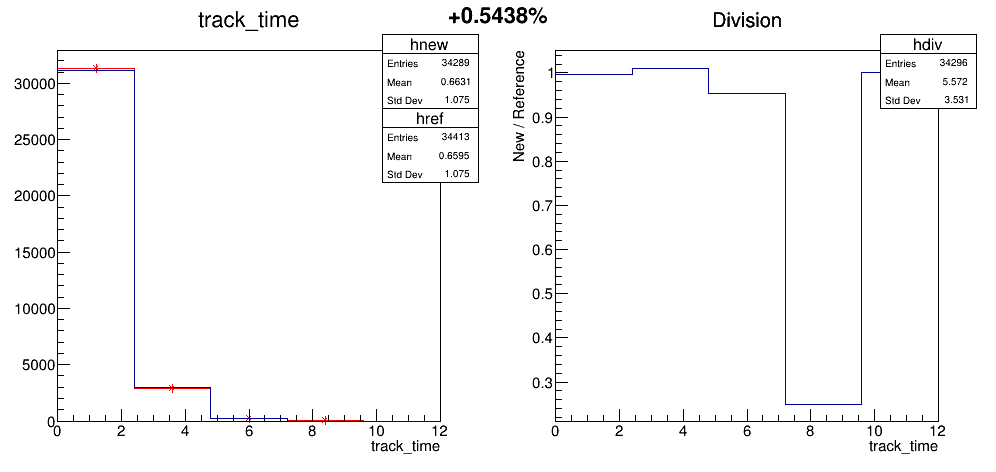 +0.5438%
track_time
hnew
Entries 34289
Mean 0.6631
Std Dev 1.075
href
Entries 34413
Mean 0.6595
Std Dev 1.075
30000
25000
20000
15000
10000
5000
0
0 2 4 6 8 10 12
track_time
Division
hdiv
Entries 34296
Mean 5.572
Std Dev 3.531
New / Reference
1
0.9
0.8
0.7
0.6
0.5
0.4
0.3
0 2 4 6 8 10 12
track_time